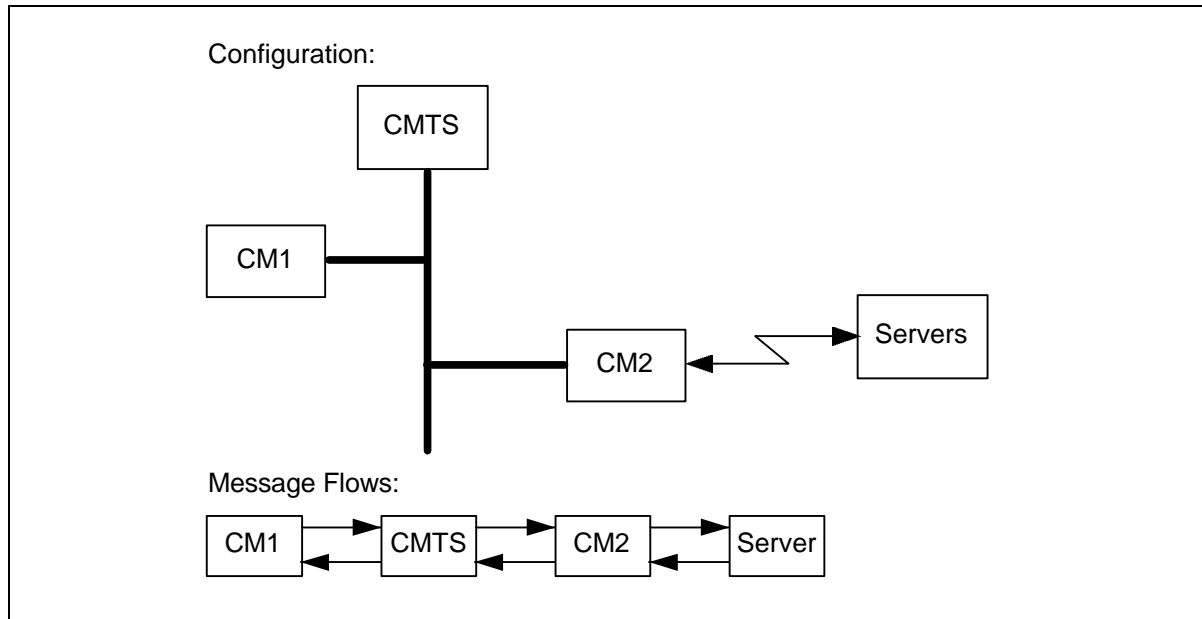 Configuration:
CMTS
CM1
Servers
CM2
Message Flows:
CM1 CMTS CM2 Server